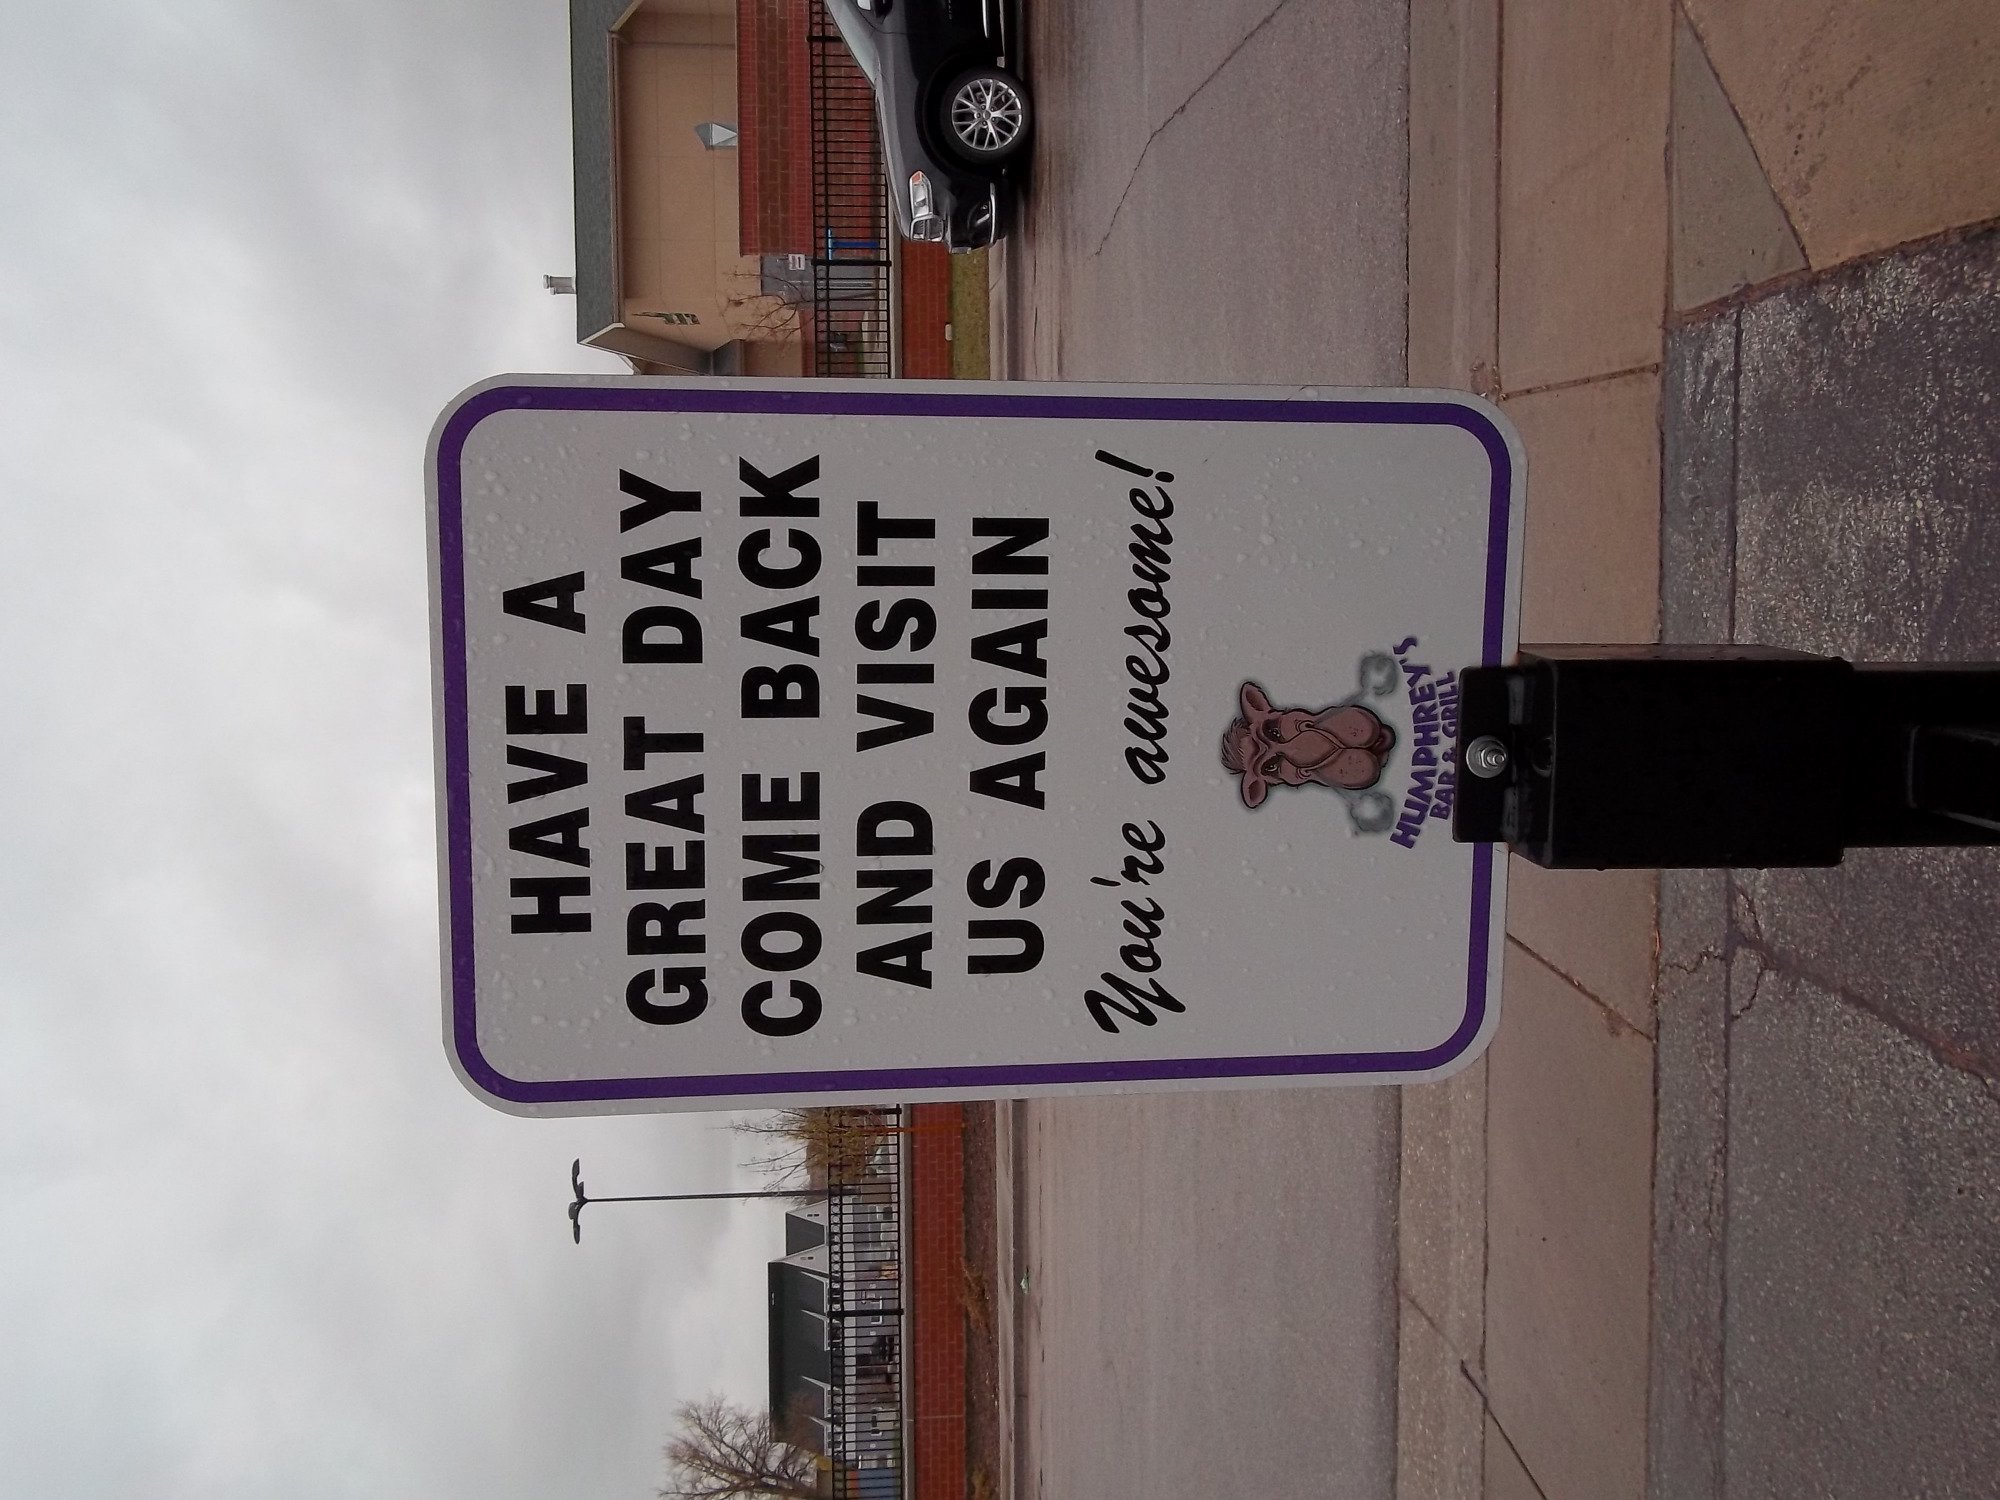 HAVE A
GREAT DAY
COME BACK
AND VISIT
US AGAIN
You're awesome!
HUMPHREY'S
BAR & GRILL